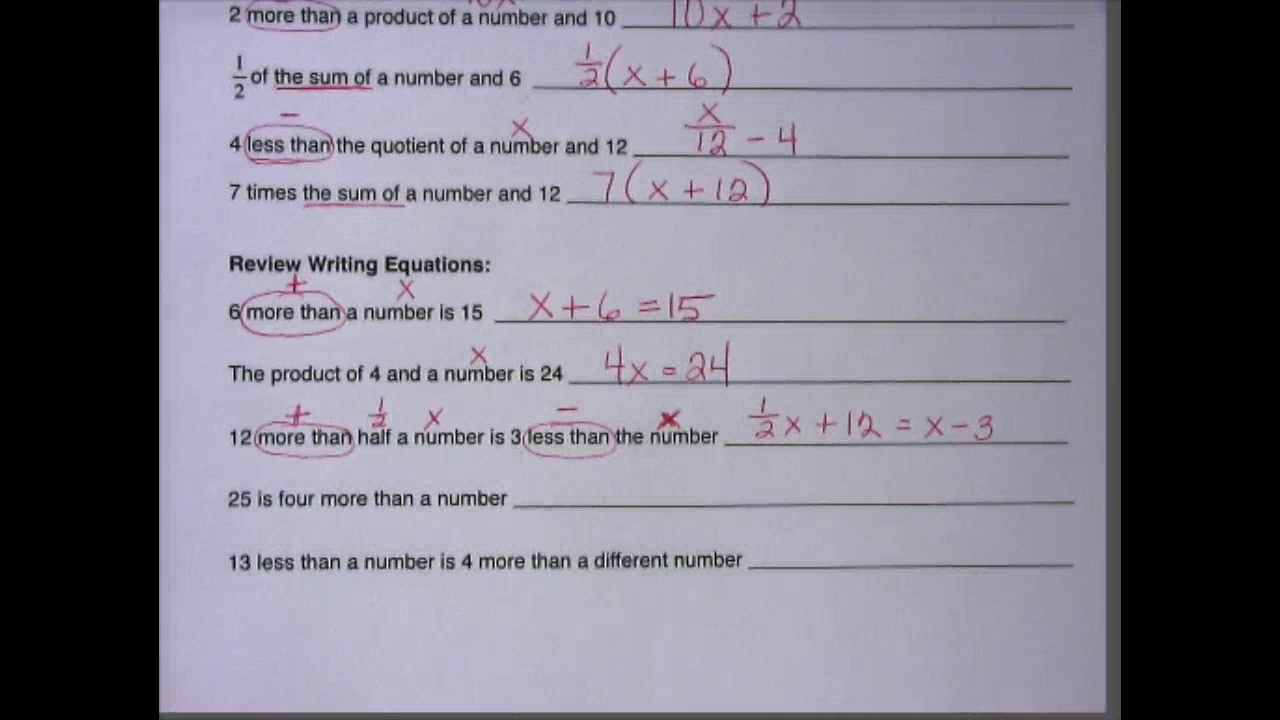 2 more than a product of a number and 10 10x + 2
1/2 of the sum of a number and 6 1/2(x + 6)
−
x
4 less than the quotient of a number and 12 x/12 − 4
7 times the sum of a number and 12 7(x + 12)
Review Writing Equations:
+ x
6 more than a number is 15 x + 6 = 15
x
The product of 4 and a number is 24 4x = 24
+ 1/2 x − x
12 more than half a number is 3 less than the number 1/2x + 12 = x − 3
25 is four more than a number
13 less than a number is 4 more than a different number